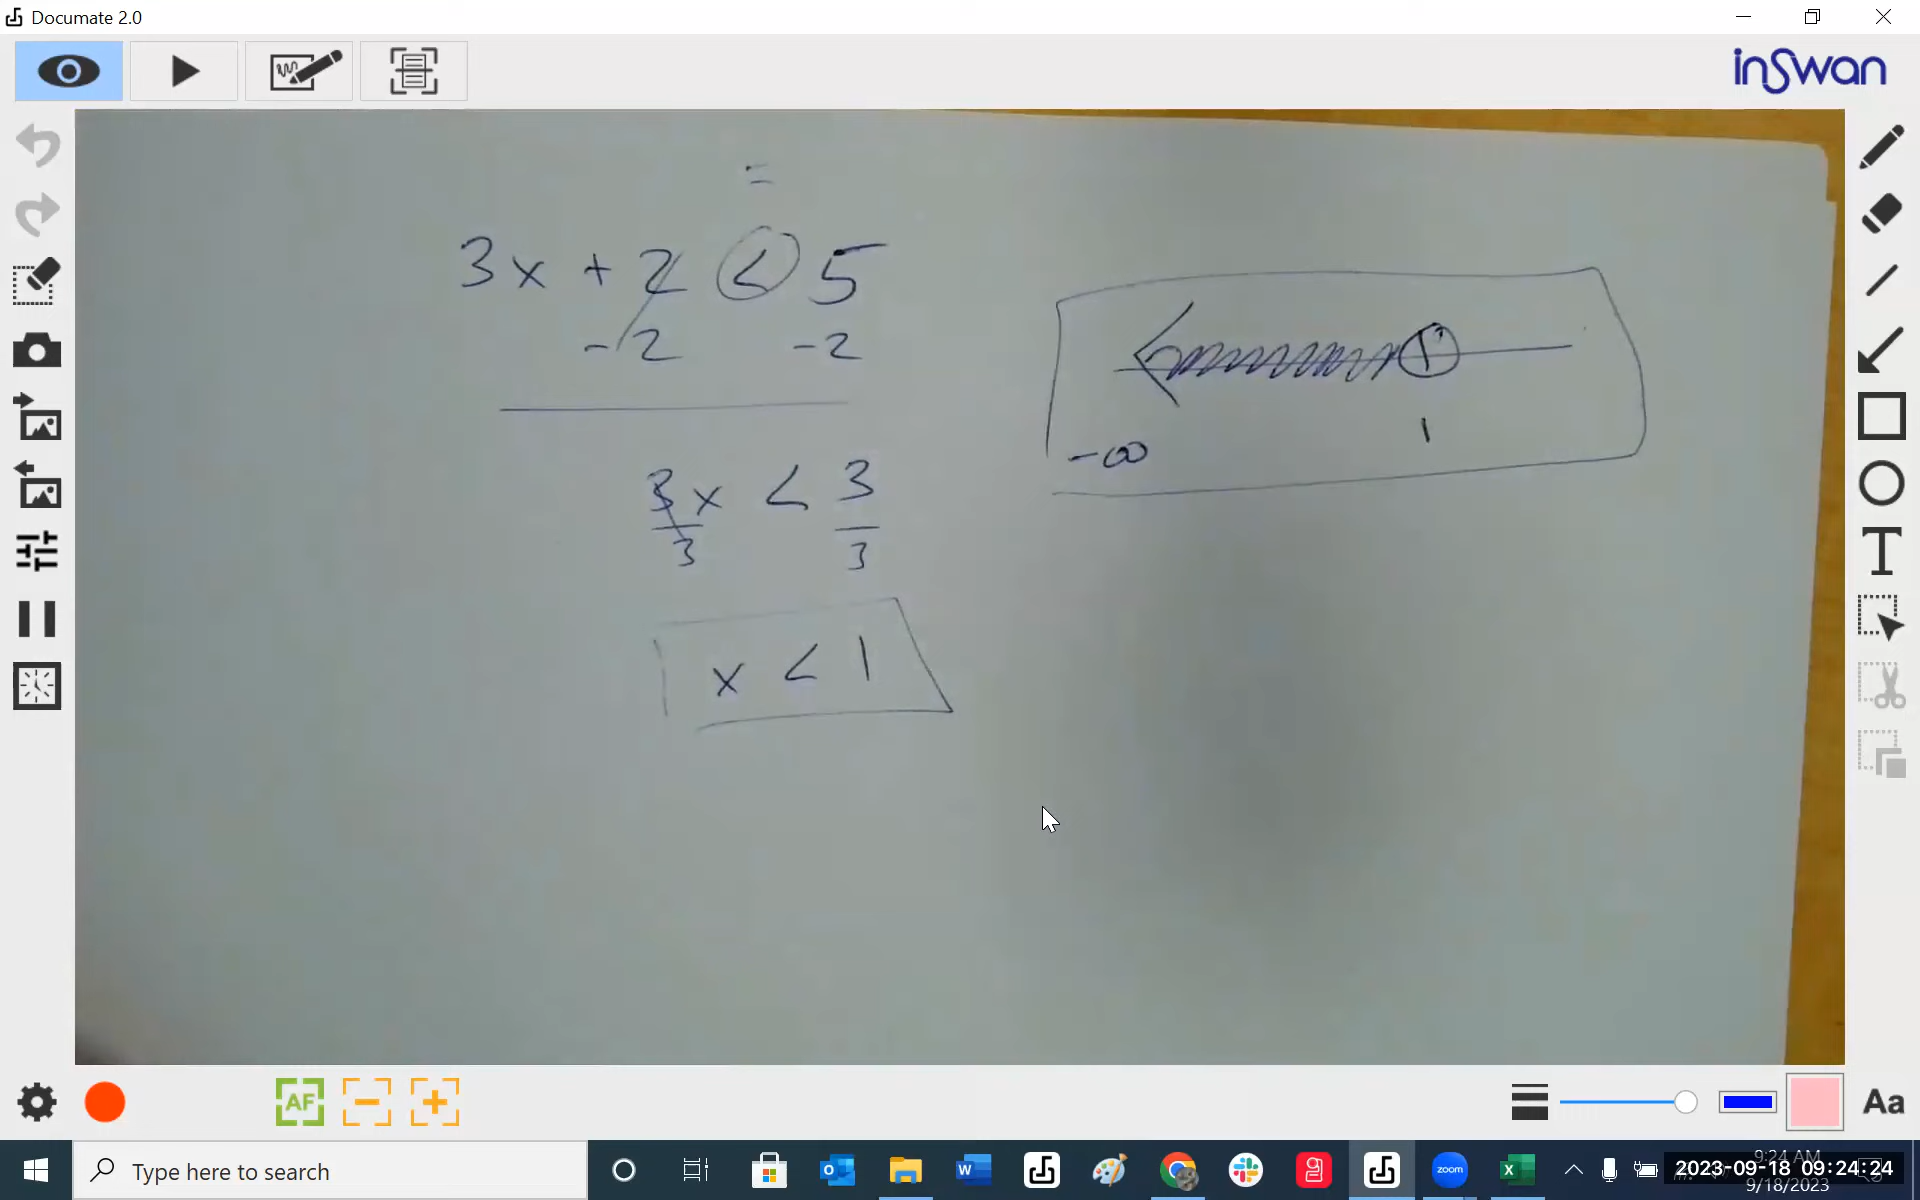 Documate 2.0
inSwan
=
3x + 2 < 5
-2 -2
3x < 3
3 3
x < 1
-∞ 1
T
AF
Aa
Type here to search
zoom
9:24 AM
2023-09-18 09:24:24
9/18/2023